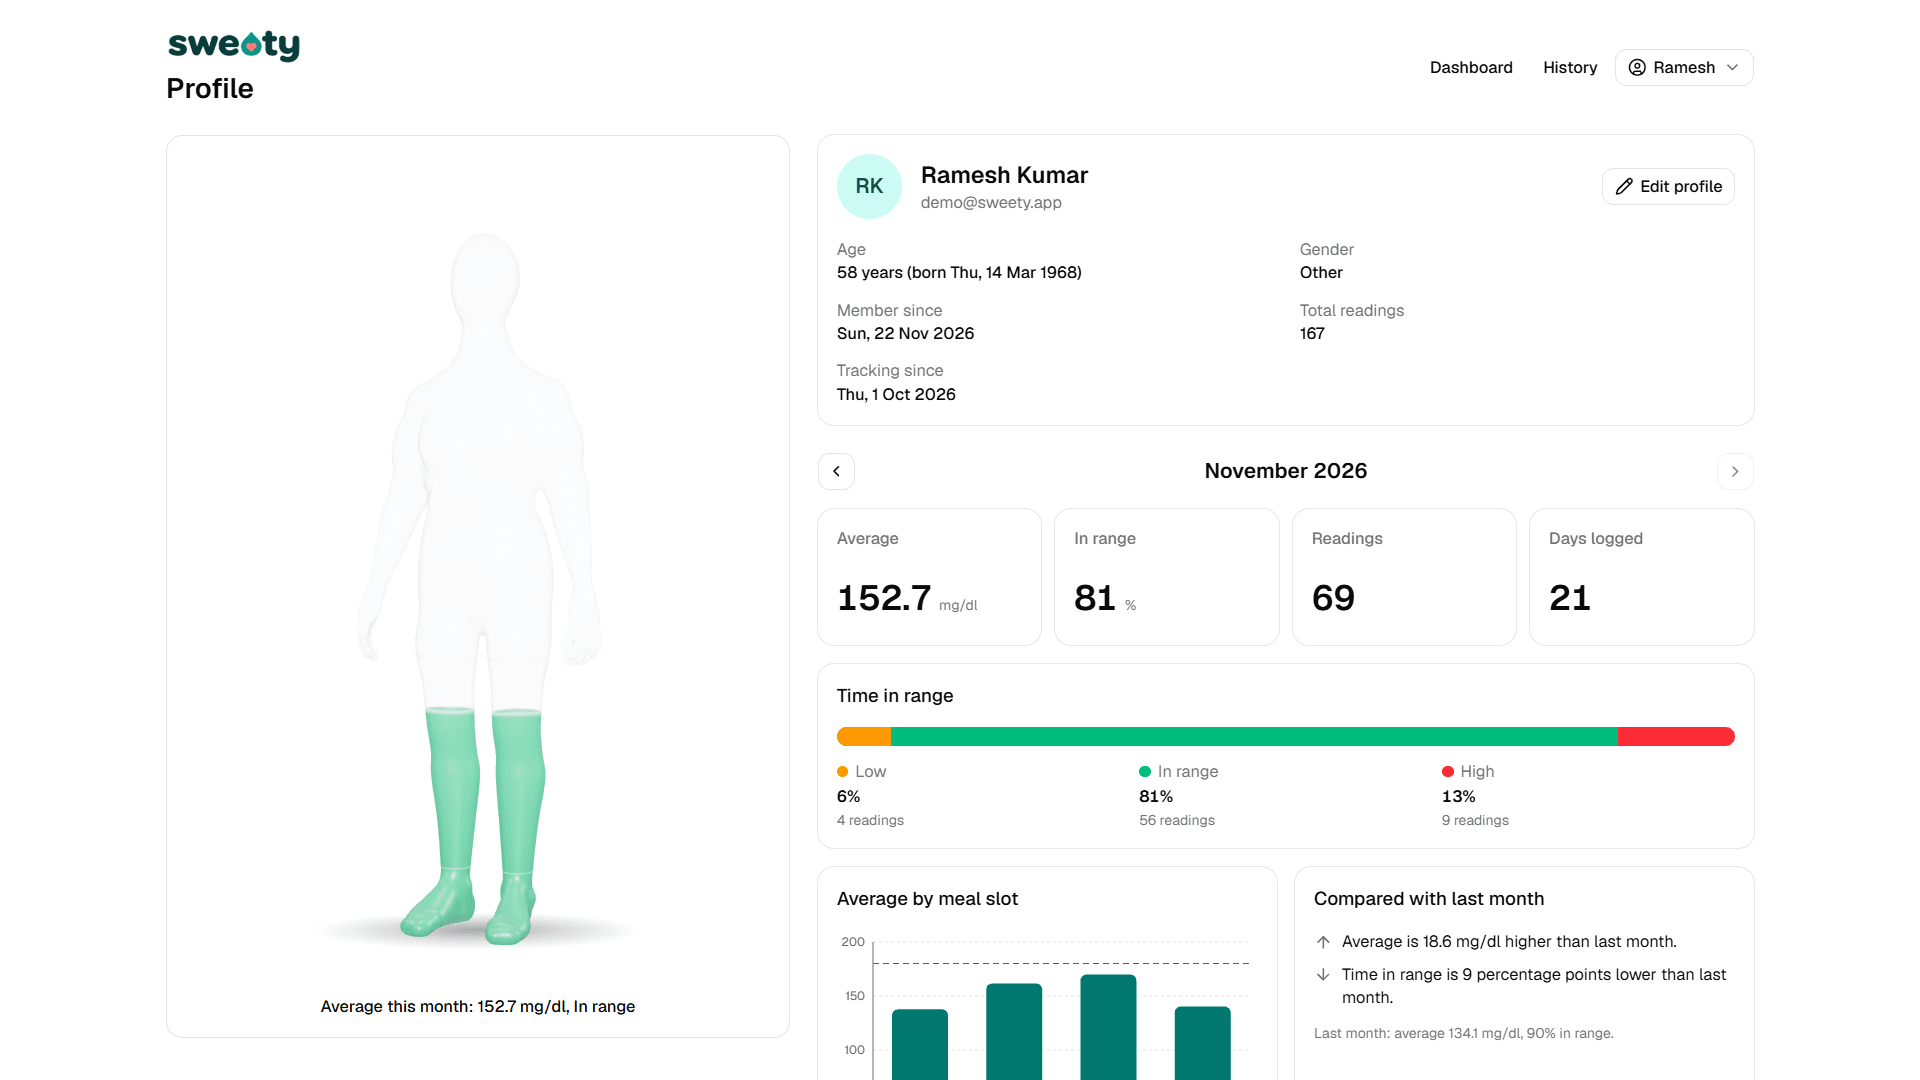 sweety
Profile
Dashboard
History
Ramesh
Average this month: 152.7 mg/dl, In range
RK
Ramesh Kumar
demo@sweety.app
Edit profile
Age
58 years (born Thu, 14 Mar 1968)
Gender
Other
Member since
Sun, 22 Nov 2026
Total readings
167
Tracking since
Thu, 1 Oct 2026
November 2026
Average
152.7 mg/dl
In range
81 %
Readings
69
Days logged
21
Time in range
Low
6%
4 readings
In range
81%
56 readings
High
13%
9 readings
Average by meal slot
200
150
100
Compared with last month
Average is 18.6 mg/dl higher than last month.
Time in range is 9 percentage points lower than last
month.
Last month: average 134.1 mg/dl, 90% in range.